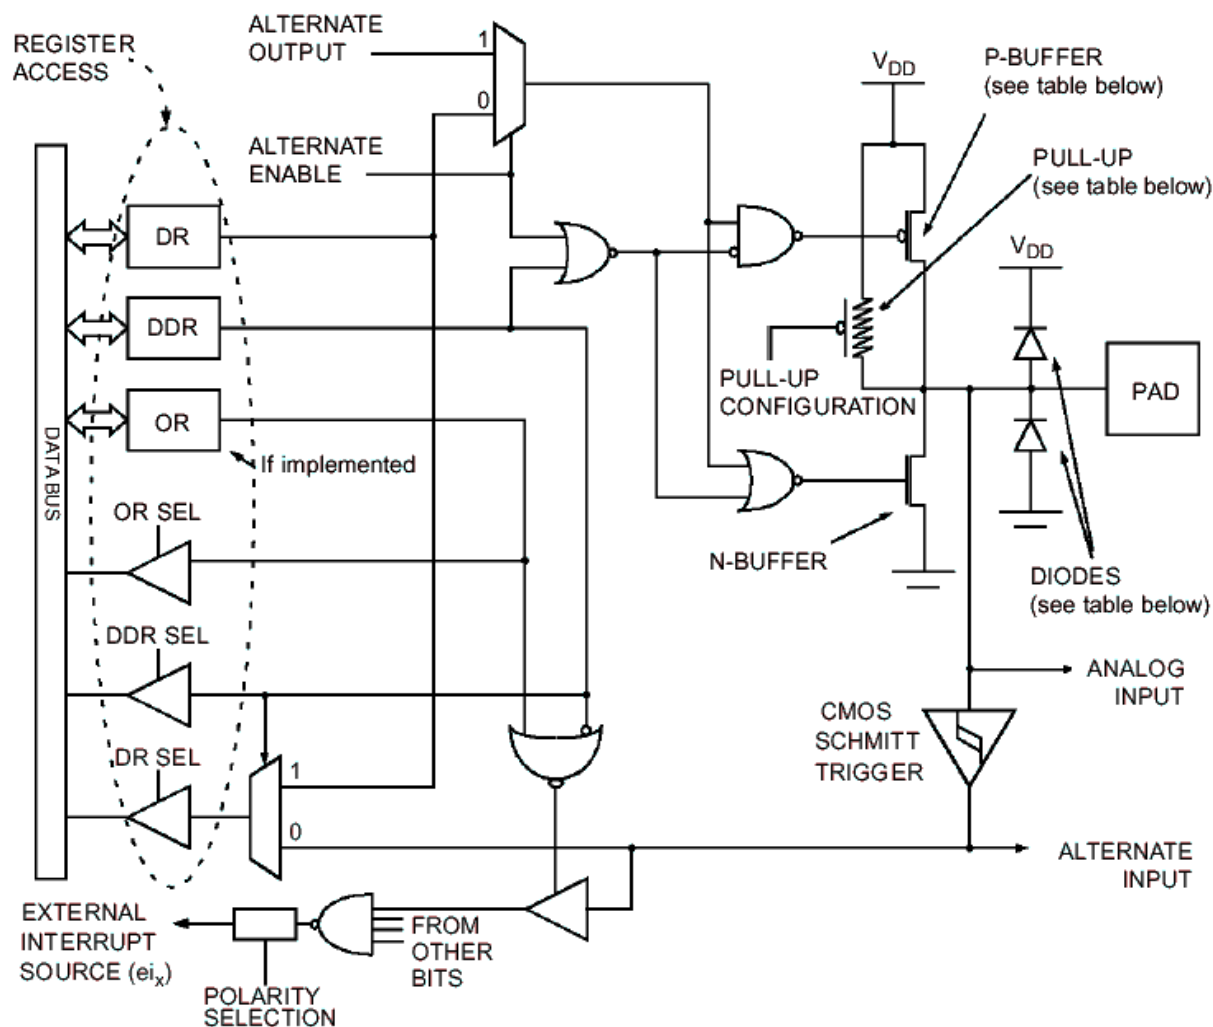 ALTERNATE
OUTPUT
1
0
REGISTER
ACCESS
ALTERNATE
ENABLE
VDD
P-BUFFER
(see table below)
PULL-UP
(see table below)
VDD
DR
DDR
OR
If implemented
DATA BUS
PULL-UP
CONFIGURATION
PAD
OR SEL
N-BUFFER
DIODES
(see table below)
DDR SEL
ANALOG
INPUT
CMOS
SCHMITT
TRIGGER
DR SEL
1
0
ALTERNATE
INPUT
EXTERNAL
INTERRUPT
SOURCE (eix)
FROM
OTHER
BITS
POLARITY
SELECTION